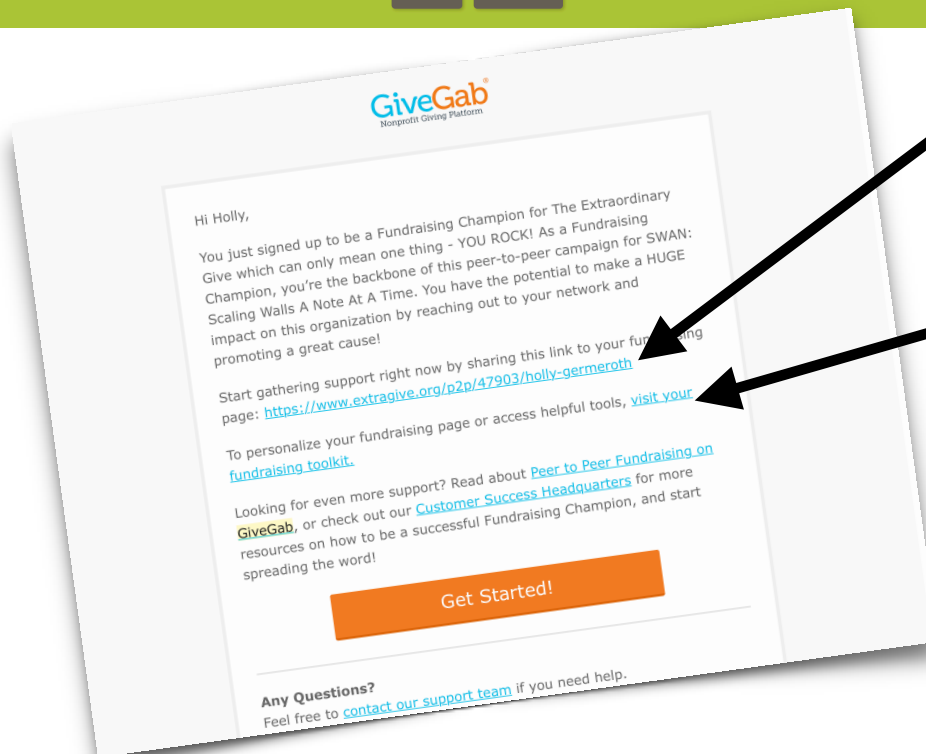 GiveGab®
Nonprofit Giving Platform
Hi Holly,
You just signed up to be a Fundraising Champion for The Extraordinary
Give which can only mean one thing - YOU ROCK! As a Fundraising
Champion, you’re the backbone of this peer-to-peer campaign for SWAN:
Scaling Walls A Note At A Time. You have the potential to make a HUGE
impact on this organization by reaching out to your network and
promoting a great cause!
Start gathering support right now by sharing this link to your fundraising
page: https://www.extragive.org/p2p/47903/holly-germeroth
To personalize your fundraising page or access helpful tools, visit your
fundraising toolkit.
Looking for even more support? Read about Peer to Peer Fundraising on
GiveGab, or check out our Customer Success Headquarters for more
resources on how to be a successful Fundraising Champion, and start
spreading the word!
Get Started!
Any Questions?
Feel free to contact our support team if you need help.